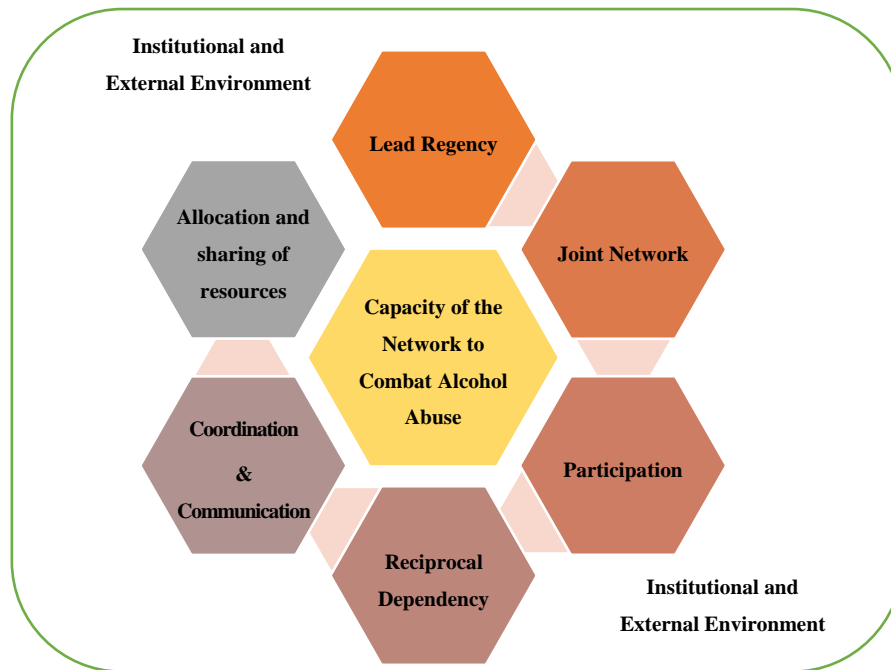 Institutional and
External Environment
Lead Regency
Allocation and
sharing of
resources
Joint Network
Capacity of the
Network to
Combat Alcohol
Abuse
Coordination
&
Communication
Participation
Reciprocal
Dependency
Institutional and
External Environment